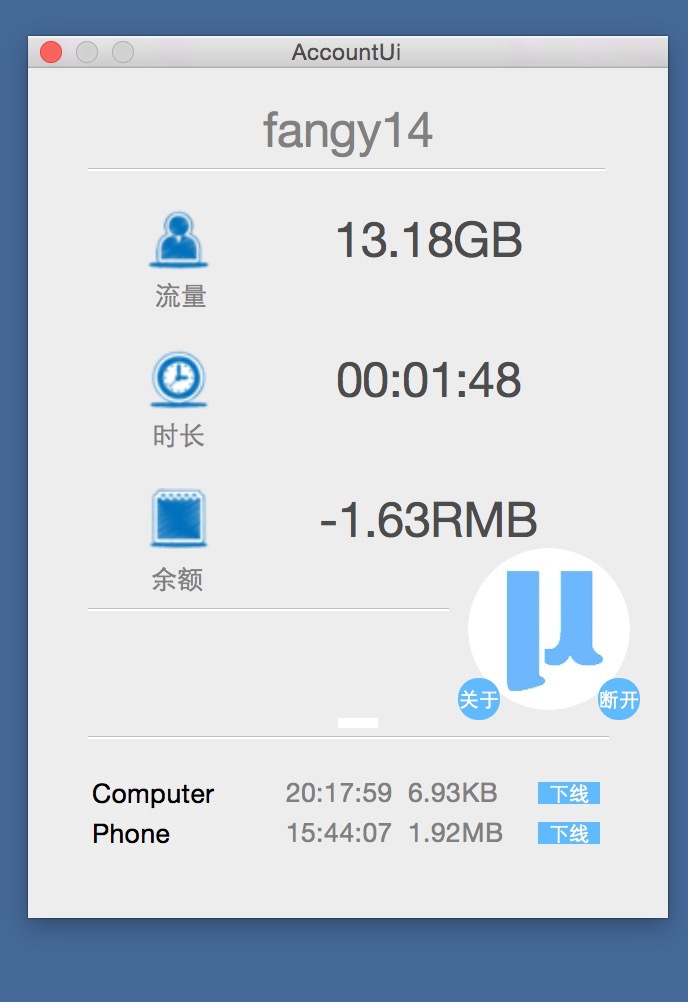 AccountUi
fangy14
13.18GB
流量
00:01:48
时长
-1.63RMB
余额
μ
关于
断开
Computer 20:17:59 6.93KB 下线
Phone 15:44:07 1.92MB 下线